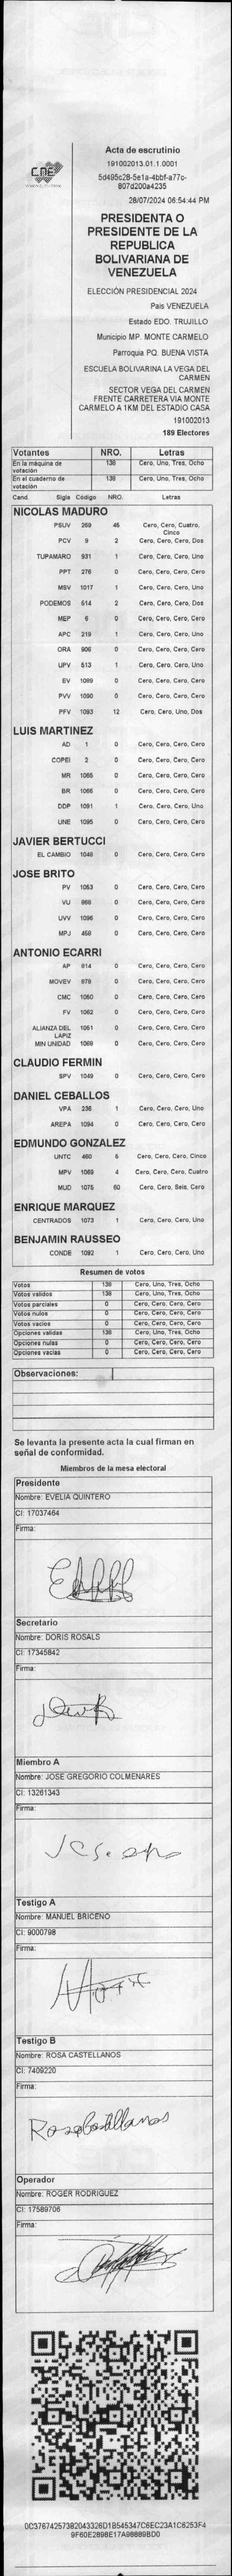 CNE
Acta de escrutinio
191002013.01.1.0001
5d495c28-5e1a-4bbf-a77c-
807d200a4235
28/07/2024 06:54:44 PM
PRESIDENTA O
PRESIDENTE DE LA
REPUBLICA
BOLIVARIANA DE
VENEZUELA
ELECCIÓN PRESIDENCIAL 2024
Pais VENEZUELA
Estado EDO. TRUJILLO
Municipio MP. MONTE CARMELO
Parroquia PQ. BUENA VISTA
ESCUELA BOLIVARINA LA VEGA DEL
CARMEN
SECTOR VEGA DEL CARMEN
FRENTE CARRETERA VIA MONTE
CARMELO A 1KM DEL ESTADIO CASA
191002013
189 Electores
Votantes NRO. Letras
En la máquina de votación 138 Cero, Uno, Tres, Ocho
En el cuaderno de votación 138 Cero, Uno, Tres, Ocho
Cand. Sigla Codigo NRO. Letras
NICOLAS MADURO
PSUV 269 45 Cero, Cero, Cuatro, Cinco
PCV 9 2 Cero, Cero, Cero, Dos
TUPAMARO 931 1 Cero, Cero, Cero, Uno
PPT 276 0 Cero, Cero, Cero, Cero
MSV 1017 1 Cero, Cero, Cero, Uno
PODEMOS 514 2 Cero, Cero, Cero, Dos
MEP 6 0 Cero, Cero, Cero, Cero
APC 219 1 Cero, Cero, Cero, Uno
ORA 906 0 Cero, Cero, Cero, Cero
UPV 513 1 Cero, Cero, Cero, Uno
EV 1089 0 Cero, Cero, Cero, Cero
PVV 1090 0 Cero, Cero, Cero, Cero
PFV 1093 12 Cero, Cero, Uno, Dos
LUIS MARTINEZ
AD 1 0 Cero, Cero, Cero, Cero
COPEI 2 0 Cero, Cero, Cero, Cero
MR 1065 0 Cero, Cero, Cero, Cero
BR 1066 0 Cero, Cero, Cero, Cero
DDP 1091 1 Cero, Cero, Cero, Uno
UNE 1095 0 Cero, Cero, Cero, Cero
JAVIER BERTUCCI
EL CAMBIO 1048 0 Cero, Cero, Cero, Cero
JOSE BRITO
PV 1053 0 Cero, Cero, Cero, Cero
VU 868 0 Cero, Cero, Cero, Cero
UVV 1096 0 Cero, Cero, Cero, Cero
MPJ 458 0 Cero, Cero, Cero, Cero
ANTONIO ECARRI
AP 814 0 Cero, Cero, Cero, Cero
MOVEV 979 0 Cero, Cero, Cero, Cero
CMC 1050 0 Cero, Cero, Cero, Cero
FV 1062 0 Cero, Cero, Cero, Cero
ALIANZA DEL LAPIZ 1051 0 Cero, Cero, Cero, Cero
MIN UNIDAD 1069 0 Cero, Cero, Cero, Cero
CLAUDIO FERMIN
SPV 1049 0 Cero, Cero, Cero, Cero
DANIEL CEBALLOS
VPA 236 1 Cero, Cero, Cero, Uno
AREPA 1094 0 Cero, Cero, Cero, Cero
EDMUNDO GONZALEZ
UNTC 460 5 Cero, Cero, Cero, Cinco
MPV 1069 4 Cero, Cero, Cero, Cuatro
MUD 1075 60 Cero, Cero, Seis, Cero
ENRIQUE MARQUEZ
CENTRADOS 1073 1 Cero, Cero, Cero, Uno
BENJAMIN RAUSSEO
CONDE 1092 1 Cero, Cero, Cero, Uno
Resumen de votos
Votos 138 Cero, Uno, Tres, Ocho
Votos validos 138 Cero, Uno, Tres, Ocho
Votos parciales 0 Cero, Cero, Cero, Cero
Votos nulos 0 Cero, Cero, Cero, Cero
Votos vacios 0 Cero, Cero, Cero, Cero
Opciones validas 138 Cero, Uno, Tres, Ocho
Opciones nulas 0 Cero, Cero, Cero, Cero
Opciones vacias 0 Cero, Cero, Cero, Cero
Observaciones:
Se levanta la presente acta la cual firman en
señal de conformidad.
Miembros de la mesa electoral
Presidente
Nombre: EVELIA QUINTERO
CI: 17037464
Firma:
Secretario
Nombre: DORIS ROSALS
CI: 17345842
Firma:
Miembro A
Nombre: JOSE GREGORIO COLMENARES
CI: 13261343
Firma:
Testigo A
Nombre: MANUEL BRICENO
CI: 9000798
Firma:
Testigo B
Nombre: ROSA CASTELLANOS
CI: 7409220
Firma:
Rosa Castellanos
Operador
Nombre: ROGER RODRIGUEZ
CI: 17589706
Firma:
0C37674257382043326D1B545347C6EC23A1C8253F4
9F60E2898E17A98889BD0